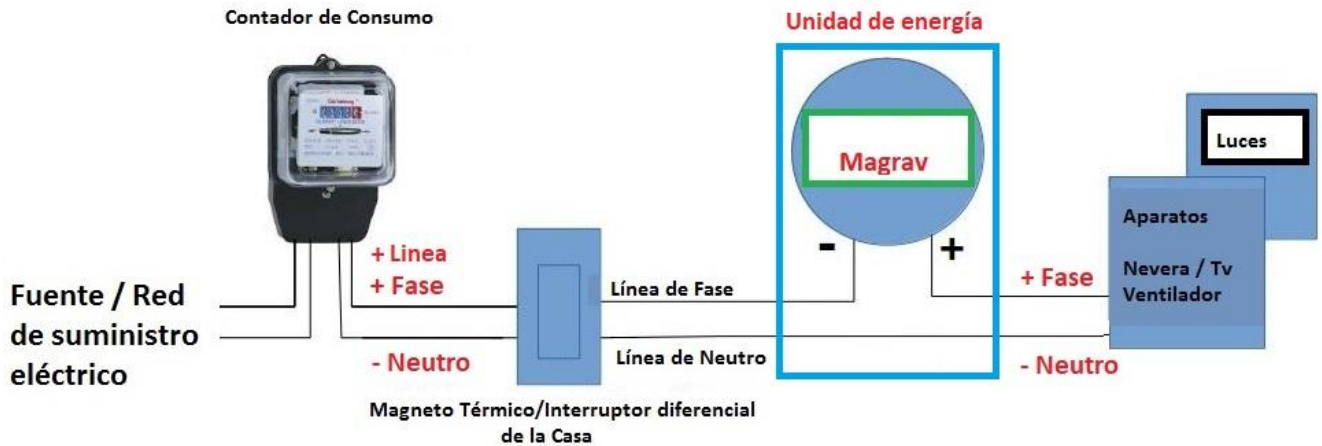 Contador de Consumo
Unidad de energía
Magrav
-
+
Luces
Aparatos
Nevera / Tv
Ventilador
+ Linea
+ Fase
- Neutro
Línea de Fase
Línea de Neutro
+ Fase
- Neutro
Fuente / Red
de suministro
eléctrico
Magneto Térmico/Interruptor diferencial
de la Casa